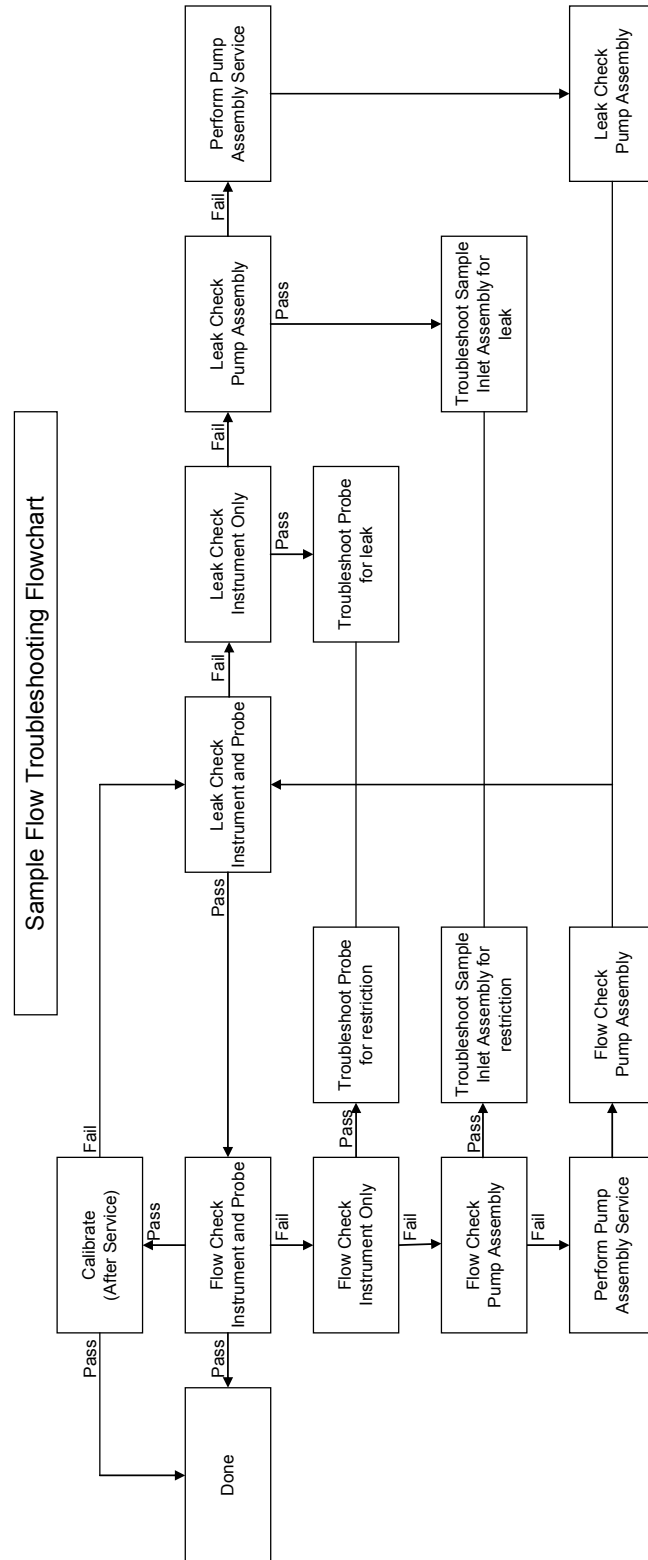 Sample Flow Troubleshooting Flowchart
Calibrate
(After Service)
Pass
Fail
Pass
Done
Pass
Flow Check
Instrument and Probe
Pass
Leak Check
Instrument and Probe
Fail
Leak Check
Instrument Only
Fail
Leak Check
Pump Assembly
Fail
Perform Pump
Assembly Service
Fail
Pass
Pass
Flow Check
Instrument Only
Pass
Troubleshoot Probe
for restriction
Troubleshoot Probe
for leak
Fail
Flow Check
Pump Assembly
Pass
Troubleshoot Sample
Inlet Assembly for
restriction
Troubleshoot Sample
Inlet Assembly for
leak
Fail
Perform Pump
Assembly Service
Flow Check
Pump Assembly
Leak Check
Pump Assembly